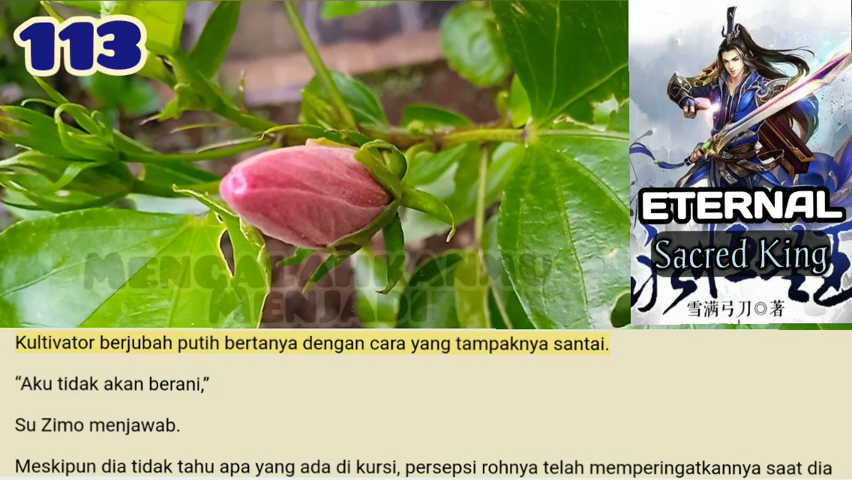 113
MENGALAHKANMU
MENJADI
ETERNAL
Sacred King
雪满弓刀◎著
Kultivator berjubah putih bertanya dengan cara yang tampaknya santai.
“Aku tidak akan berani,”
Su Zimo menjawab.
Meskipun dia tidak tahu apa yang ada di kursi, persepsi rohnya telah memperingatkannya saat dia